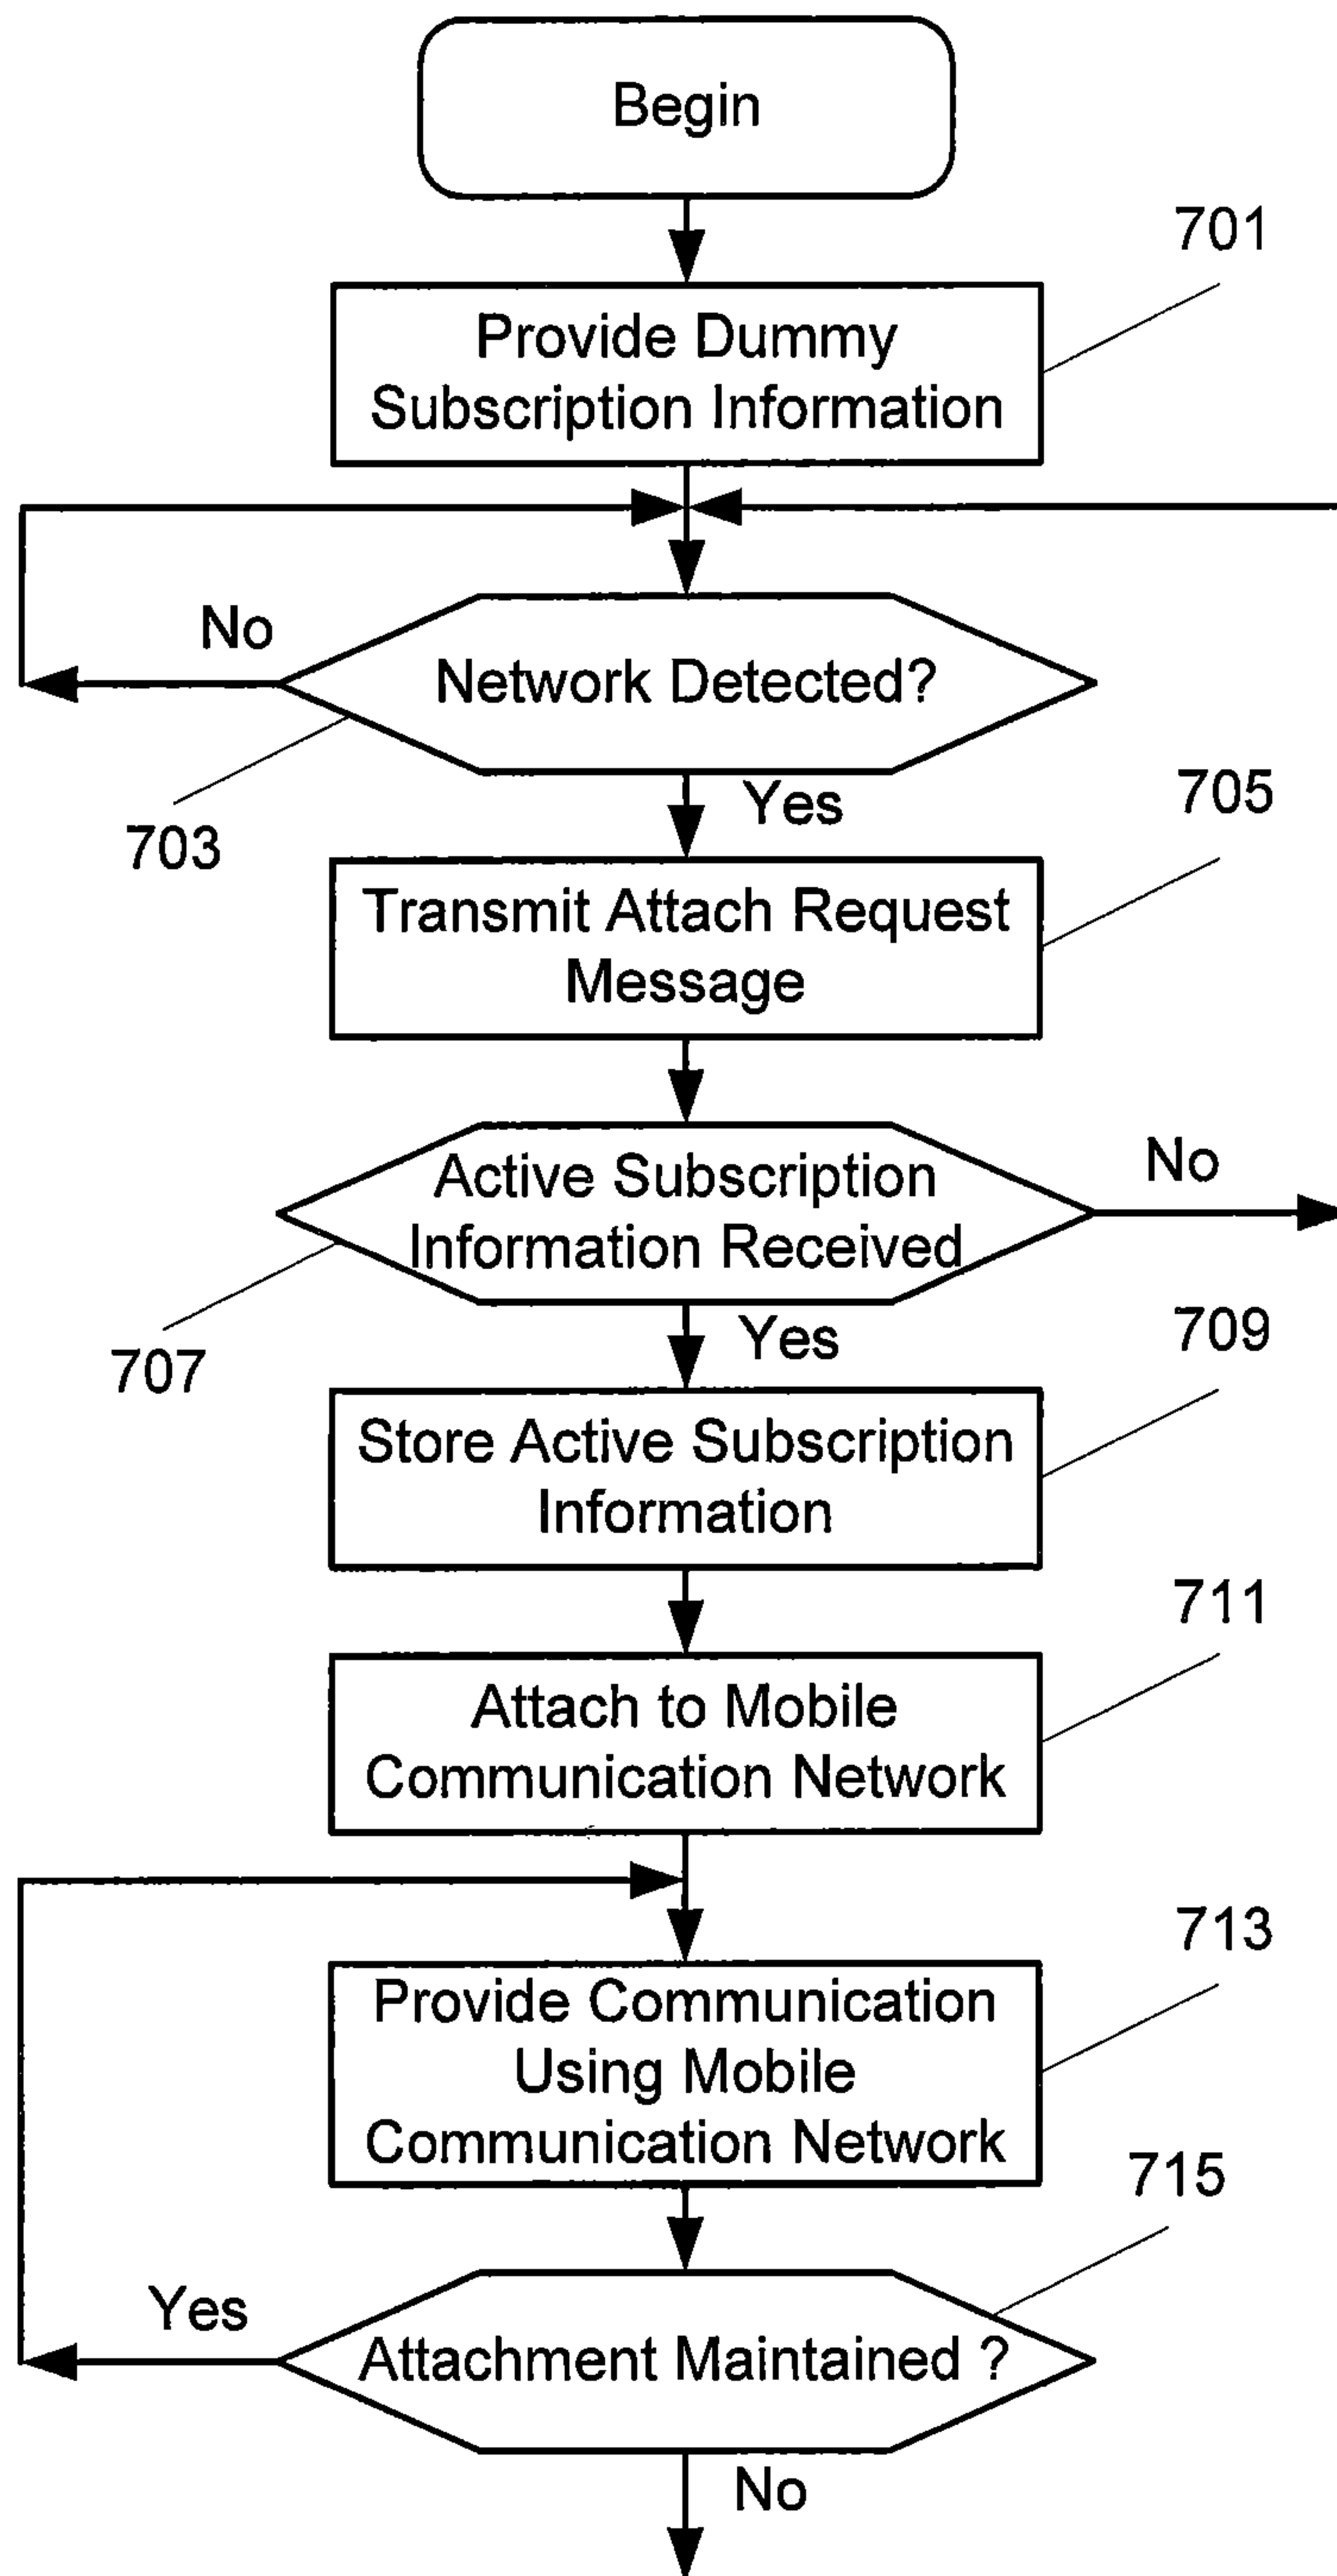 Begin
701
Provide Dummy
Subscription Information
No
Network Detected?
703
Yes
705
Transmit Attach Request
Message
Active Subscription
Information Received
No
707
Yes
709
Store Active Subscription
Information
711
Attach to Mobile
Communication Network
713
Provide Communication
Using Mobile
Communication Network
715
Yes
Attachment Maintained ?
No